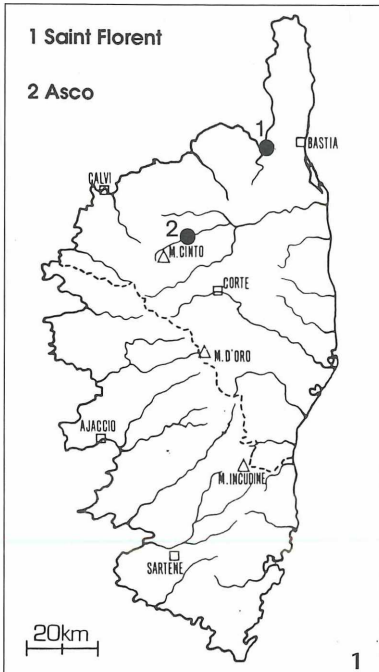 1 Saint Florent
2 Asco
1
BASTIA
CALVI
2
M.CINTO
CORTE
M.D'ORO
AJACCIO
M.INCUDINE
SARTENE
20km
1